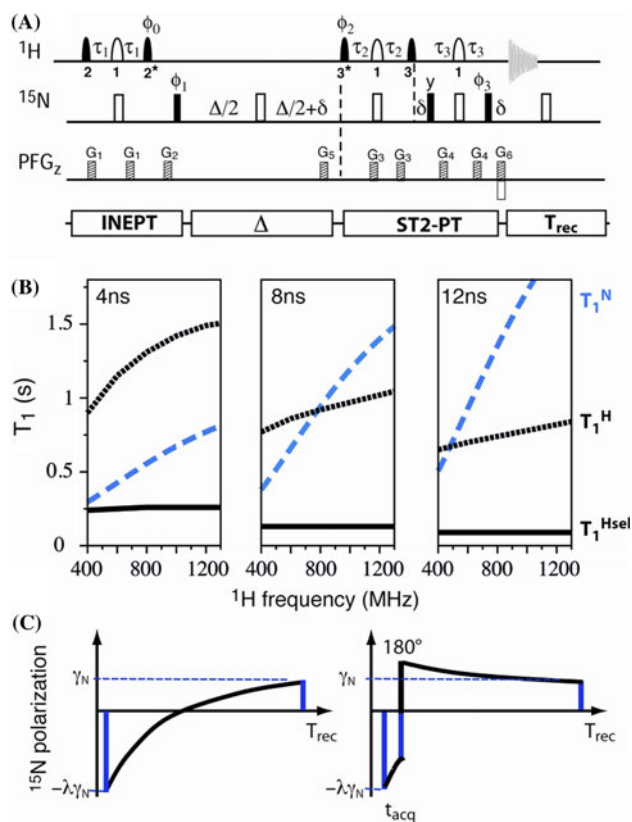 (A)
ϕ0 ϕ2
1H τ1 τ1 τ2 τ2 τ3 τ3
2 1 2* 3* 1 3 1
ϕ1 y ϕ3
15N Δ/2 Δ/2+δ δ δ
G1 G1 G2 G5 G3 G3 G4 G4 G6
PFGz
INEPT Δ ST2-PT Trec
(B)
4ns 8ns 12ns
T1N
T1H
T1Hsel
T1 (s)
1.5
1
0.5
0
400 800 1200 400 800 1200 400 800 1200
1H frequency (MHz)
(C)
180°
γN γN
Trec Trec
15N polarization
−λγN −λγN
tacq